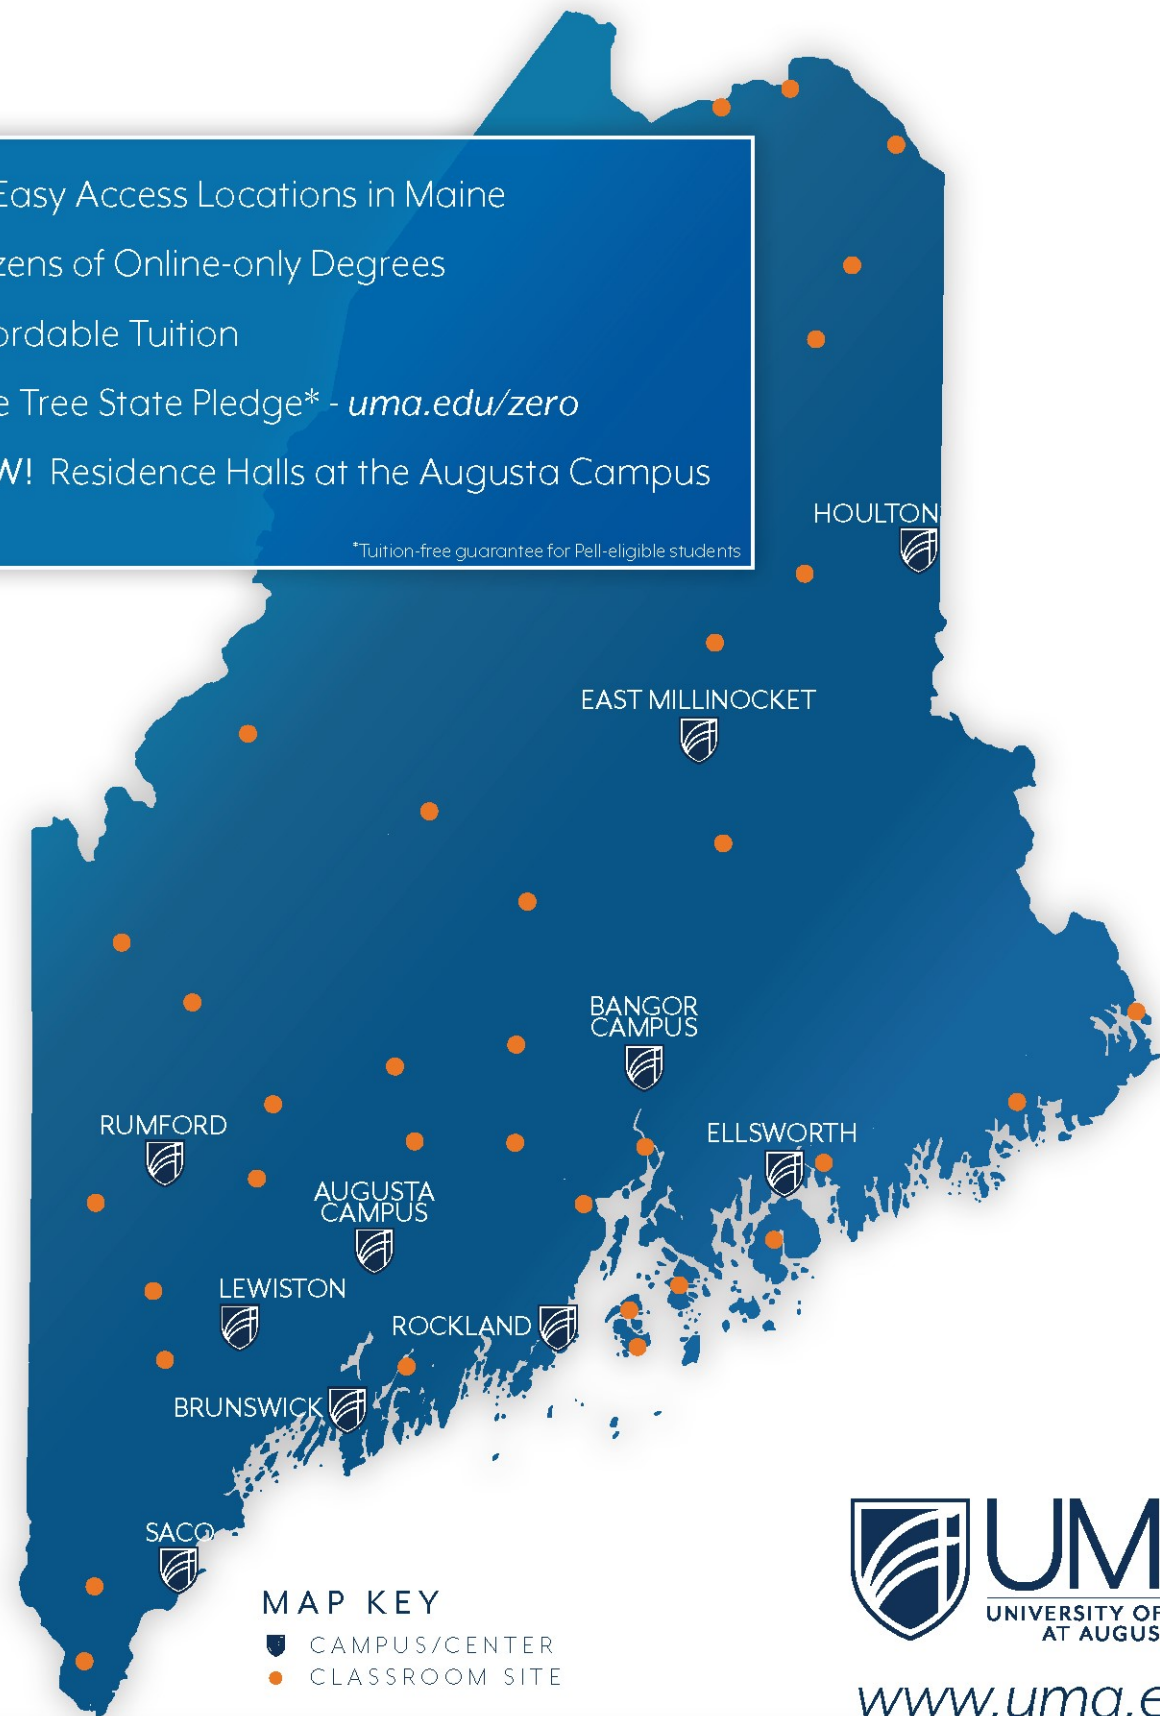 Easy Access Locations in Maine
zens of Online-only Degrees
ordable Tuition
e Tree State Pledge* - uma.edu/zero
W! Residence Halls at the Augusta Campus
*Tuition-free guarantee for Pell-eligible students
HOULTON
EAST MILLINOCKET
BANGOR
CAMPUS
RUMFORD
ELLSWORTH
AUGUSTA
CAMPUS
LEWISTON
ROCKLAND
BRUNSWICK
SACO
MAP KEY
CAMPUS/CENTER
CLASSROOM SITE
UM
UNIVERSITY OF
AT AUGUS
www.uma.e